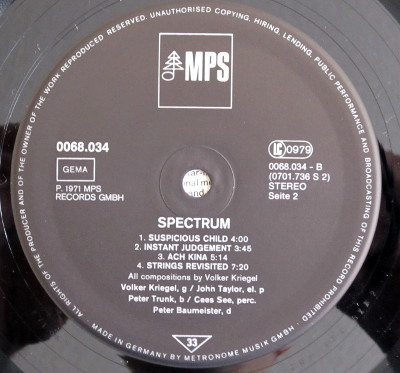 ALL RIGHTS OF THE PRODUCER AND OF THE OWNER OF THE WORK REPRODUCED RESERVED. UNAUTHORISED COPYING, HIRING, LENDING, PUBLIC PERFORMANCE AND BROADCASTING OF THIS RECORD PROHIBITED
MPS
0068.034
GEMA
P. 1971 MPS
RECORDS GMBH
LC 0979
0068.034 - B
(0701.736 S 2)
STEREO
Seite 2
SPECTRUM
1. SUSPICIOUS CHILD 4:00
2. INSTANT JUDGEMENT 3:45
3. ACH KINA 5:14
4. STRINGS REVISITED 7:20
All compositions by Volker Kriegel
Volker Kriegel, g / John Taylor, el. p
Peter Trunk, b / Cees See, perc.
Peter Baumeister, d
33
MADE IN GERMANY BY METRONOME MUSIK GMBH